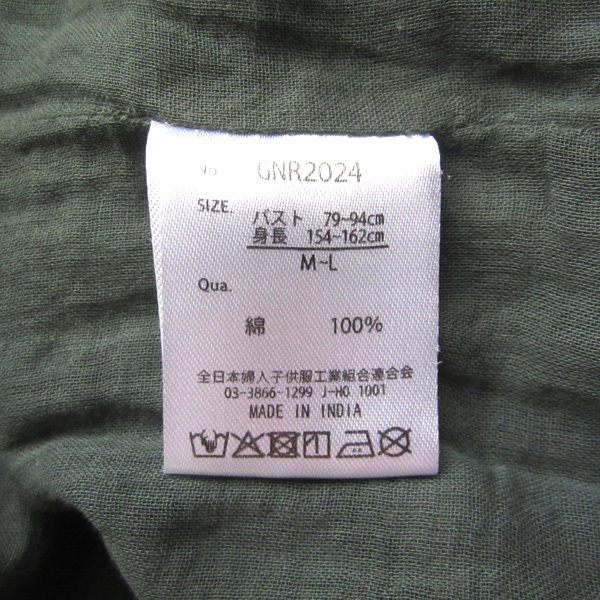 No. GNR2024
SIZE.
バスト 79~94cm
身長 154~162cm
M~L
Qua.
綿 100%
全日本婦人子供服工業組合連合会
03-3866-1299 J-HO 1001
MADE IN INDIA